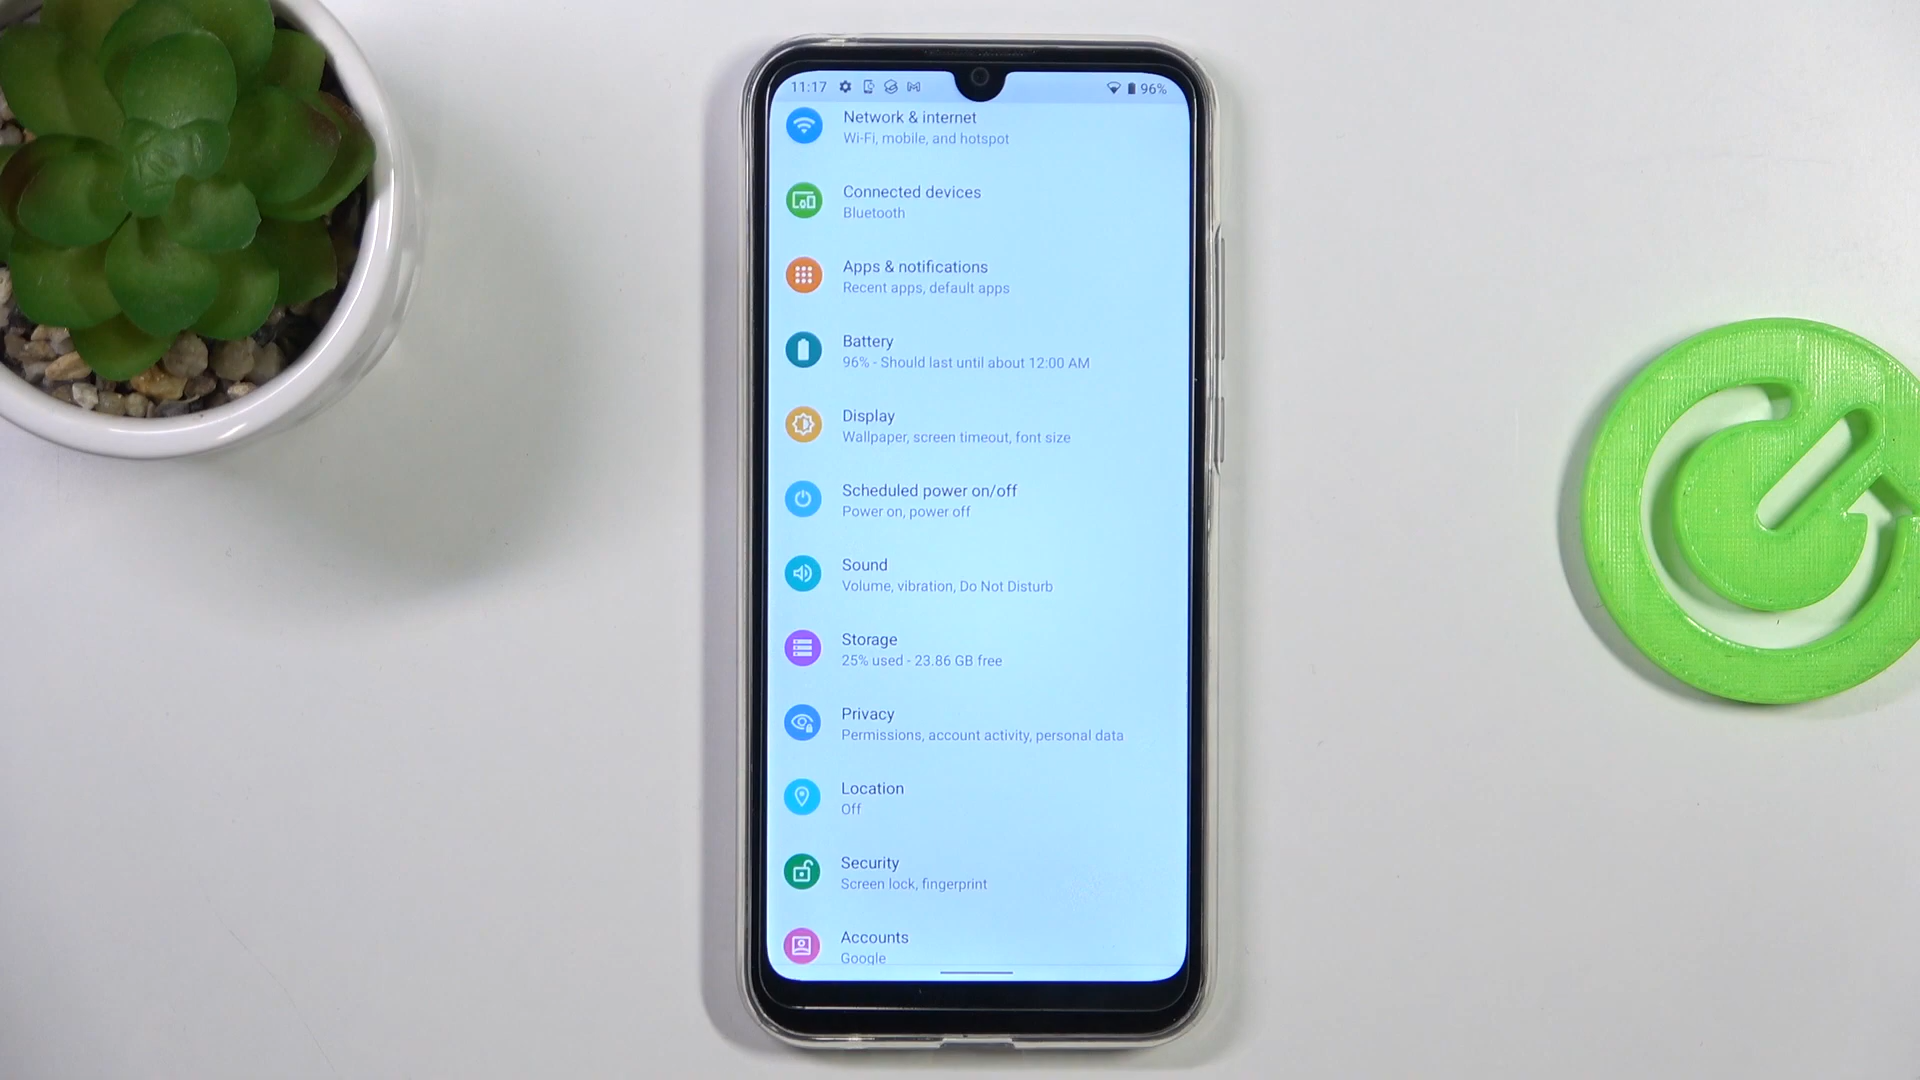 11:17
96%
Network & internet
Wi-Fi, mobile, and hotspot
Connected devices
Bluetooth
Apps & notifications
Recent apps, default apps
Battery
96% - Should last until about 12:00 AM
Display
Wallpaper, screen timeout, font size
Scheduled power on/off
Power on, power off
Sound
Volume, vibration, Do Not Disturb
Storage
25% used - 23.86 GB free
Privacy
Permissions, account activity, personal data
Location
Off
Security
Screen lock, fingerprint
Accounts
Google